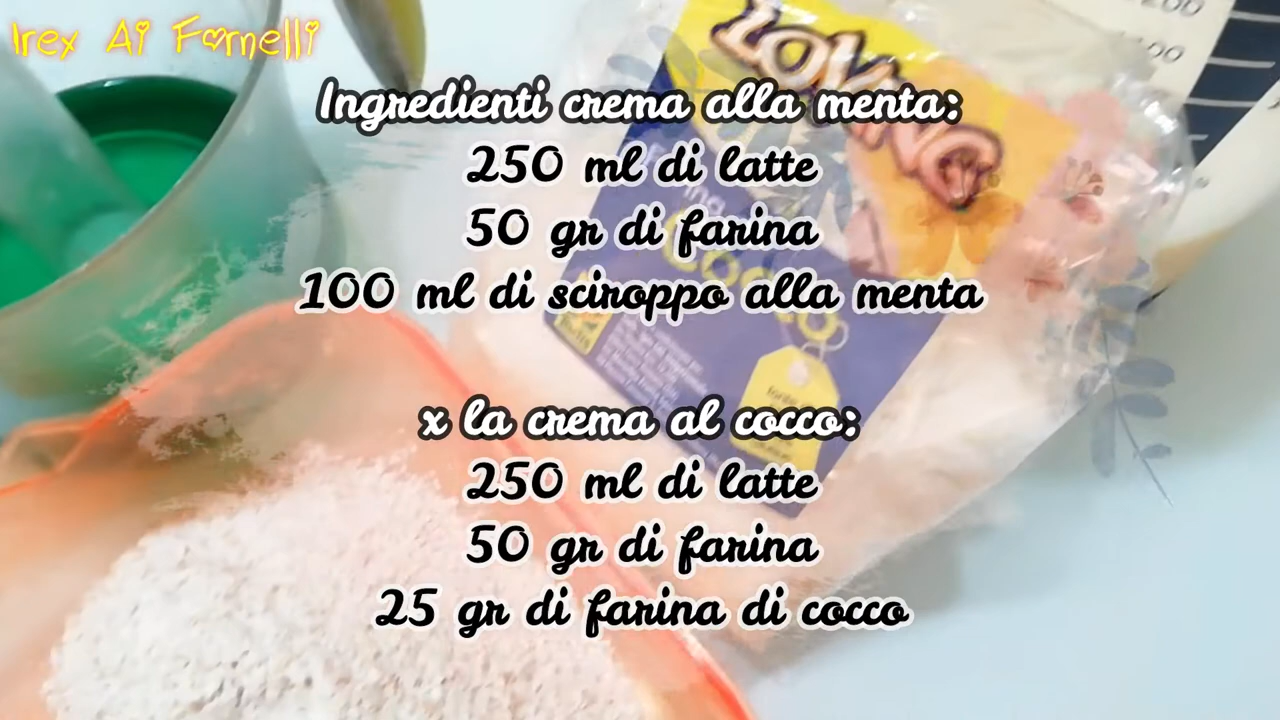 Irex Ai Fornelli
Ingredienti crema alla menta:
250 ml di latte
50 gr di farina
100 ml di sciroppo alla menta
x la crema al cocco:
250 ml di latte
50 gr di farina
25 gr di farina di cocco
LOVING